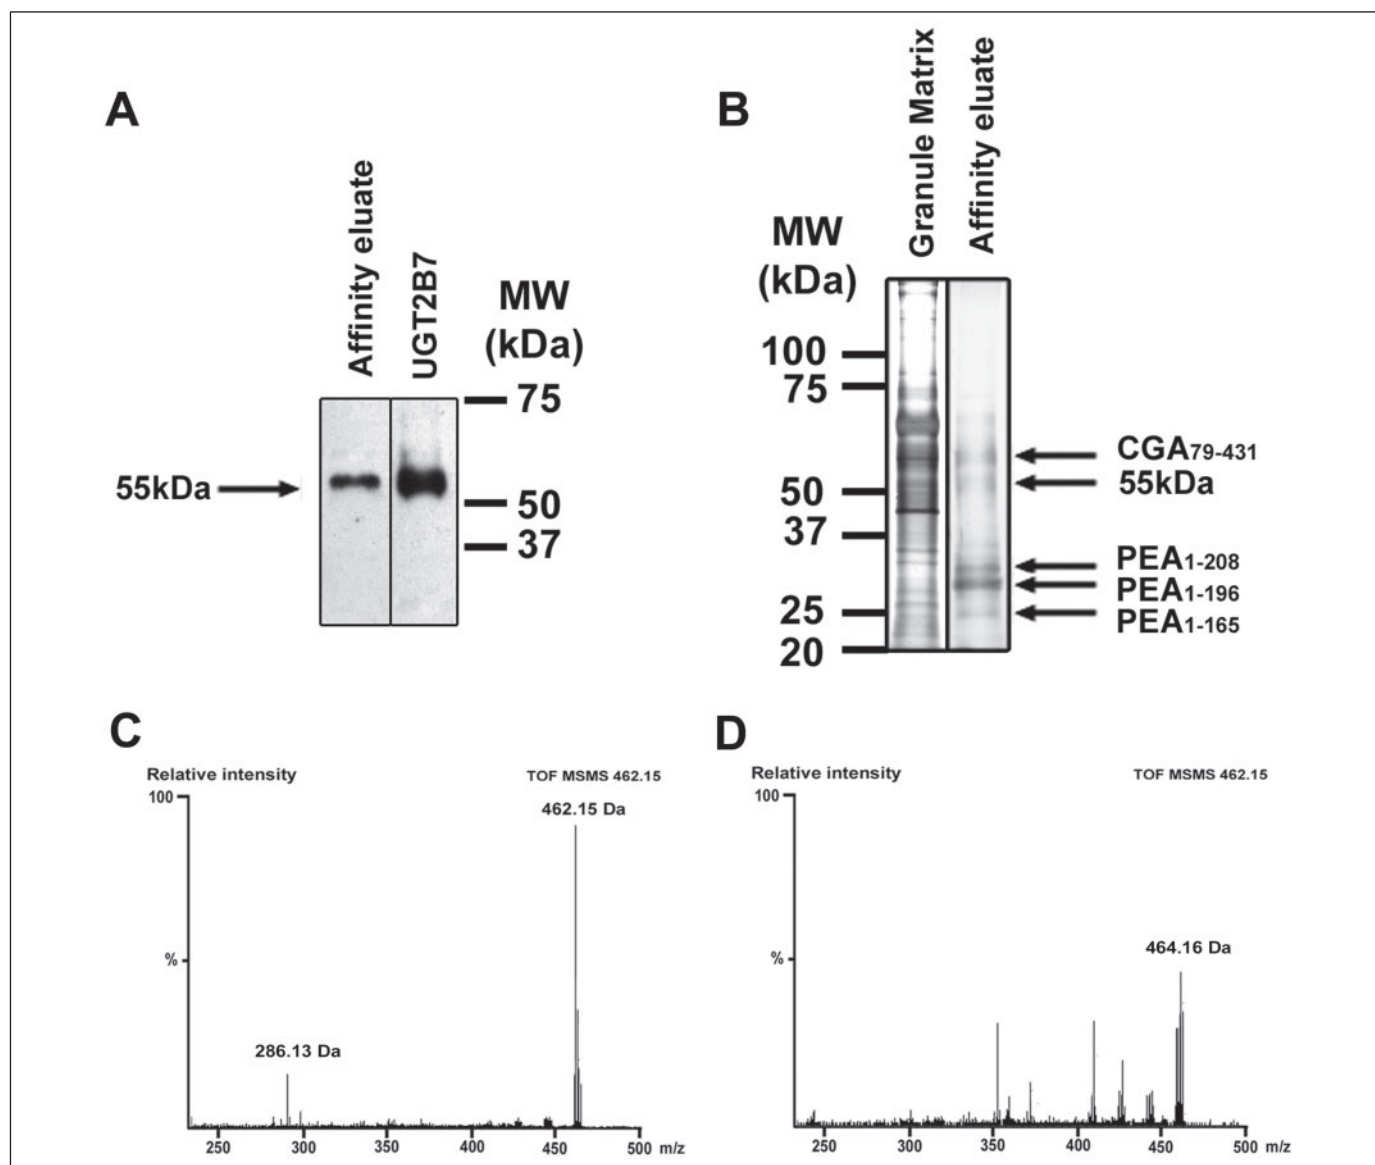 A
Affinity eluate
UGT2B7
MW
(kDa)
75
55kDa
50
37
B
Granule Matrix
Affinity eluate
MW
(kDa)
100
75
50
37
25
20
CGA79-431
55kDa
PEA1-208
PEA1-196
PEA1-165
C
Relative intensity
TOF MSMS 462.15
100
462.15 Da
%
286.13 Da
250 300 350 400 450 500 m/z
D
Relative intensity
TOF MSMS 462.15
100
464.16 Da
%
250 300 350 400 450 500 m/z